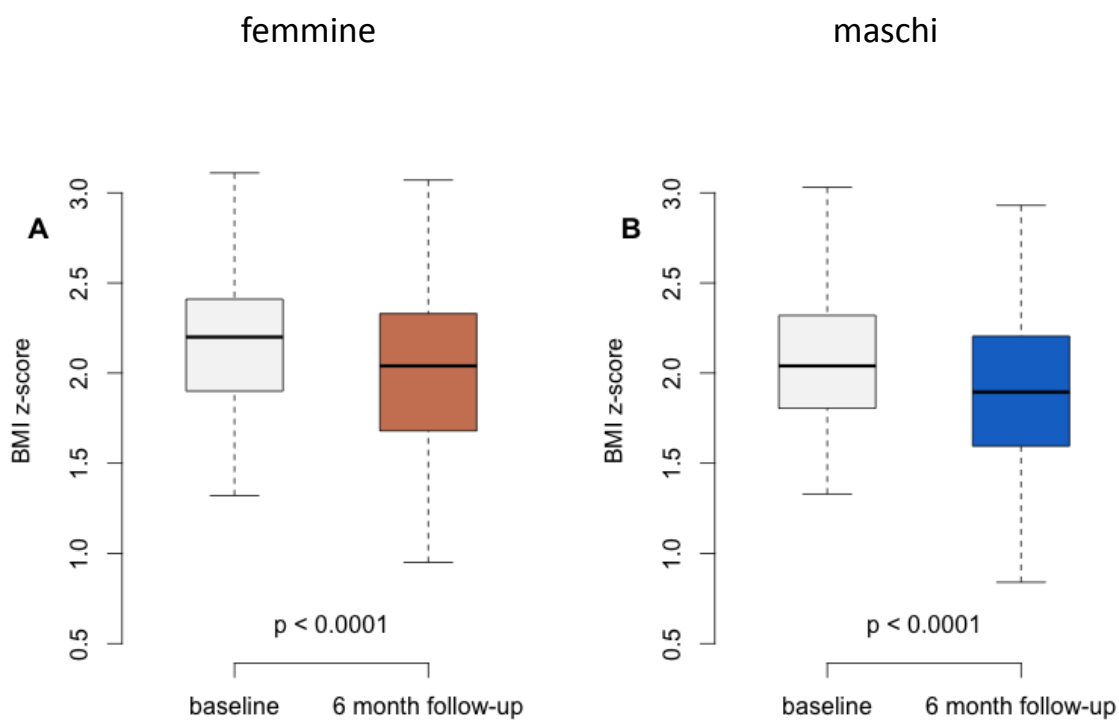 femmine
maschi
A
BMI z-score
3.0
2.5
2.0
1.5
1.0
0.5
p < 0.0001
baseline
6 month follow-up
B
BMI z-score
3.0
2.5
2.0
1.5
1.0
0.5
p < 0.0001
baseline
6 month follow-up